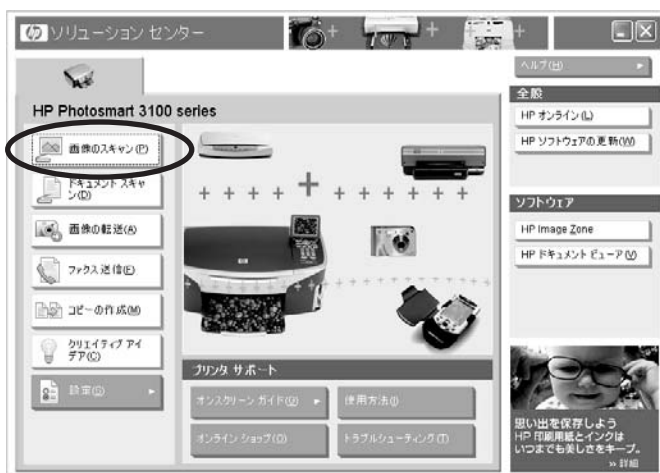 hp ソリューション センター
ヘルプ(H)
HP Photosmart 3100 series
画像のスキャン(P)
ドキュメント スキャ
ン(D)
画像の転送(A)
ファクス送信(E)
コピーの作成(M)
クリエイティブ アイ
デア(C)
設定(G)
プリンタ サポート
オンスクリーン ガイド(O)
使用方法(I)
オンライン ショップ(O)
トラブルシューティング(T)
全般
HP オンライン(L)
HP ソフトウェアの更新(W)
ソフトウェア
HP Image Zone
HP ドキュメント ビューア(V)
思い出を保存しよう
HP 印刷用紙とインクは
いつまでも美しさをキープ。
>> 詳細